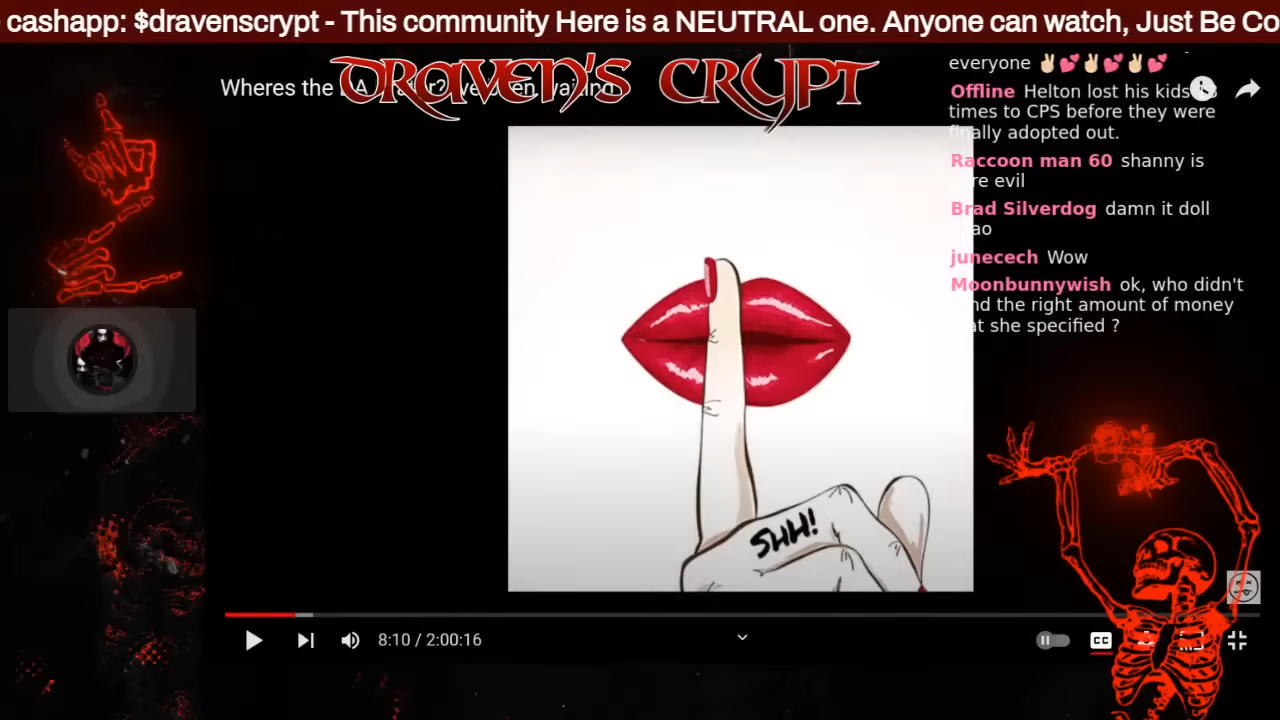 cashapp: $dravenscrypt - This community Here is a NEUTRAL one. Anyone can watch, Just Be Co
DRAVEN'S CRYPT
Wheres the
everyone ✌🏻💕✌🏻💕✌🏻💕
Offline Helton lost his kids
times to CPS before they were
finally adopted out.
Raccoon man 60 shanny is
evil
Brad Silverdog damn it doll
junecech Wow
Moonbunnywish ok, who didn't
the right amount of money
she specified ?
SHH!
8:10 / 2:00:16
CC